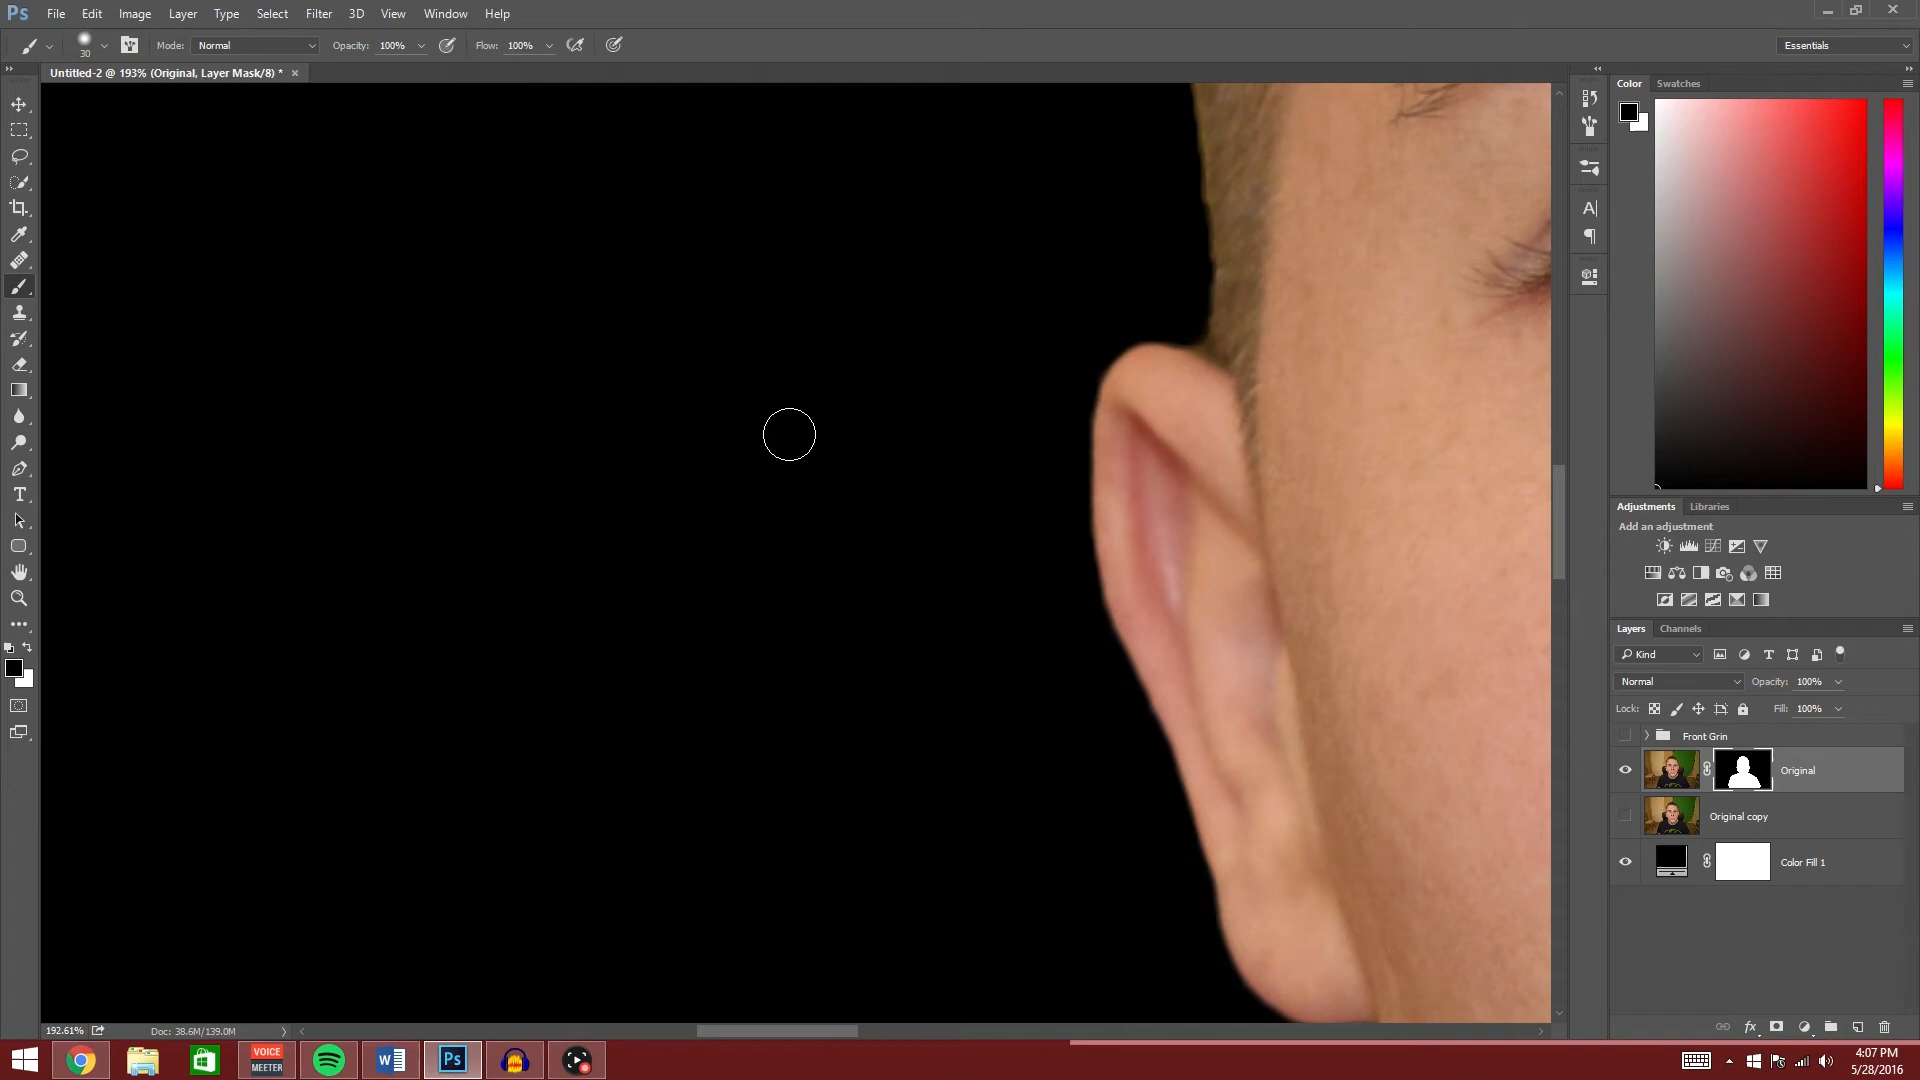 Ps File Edit Image Layer Type Select Filter 3D View Window Help
30 Mode: Normal Opacity: 100% Flow: 100% Essentials
Untitled-2 @ 193% (Original, Layer Mask/8) * ×
Color Swatches
Adjustments Libraries
Add an adjustment
Layers Channels
Kind
Normal Opacity: 100%
Lock: Fill: 100%
Front Grin
Original
Original copy
Color Fill 1
fx
192.61% Doc: 38.6M/139.0M
VOICE
MEETER
W
Ps
4:07 PM
5/28/2016